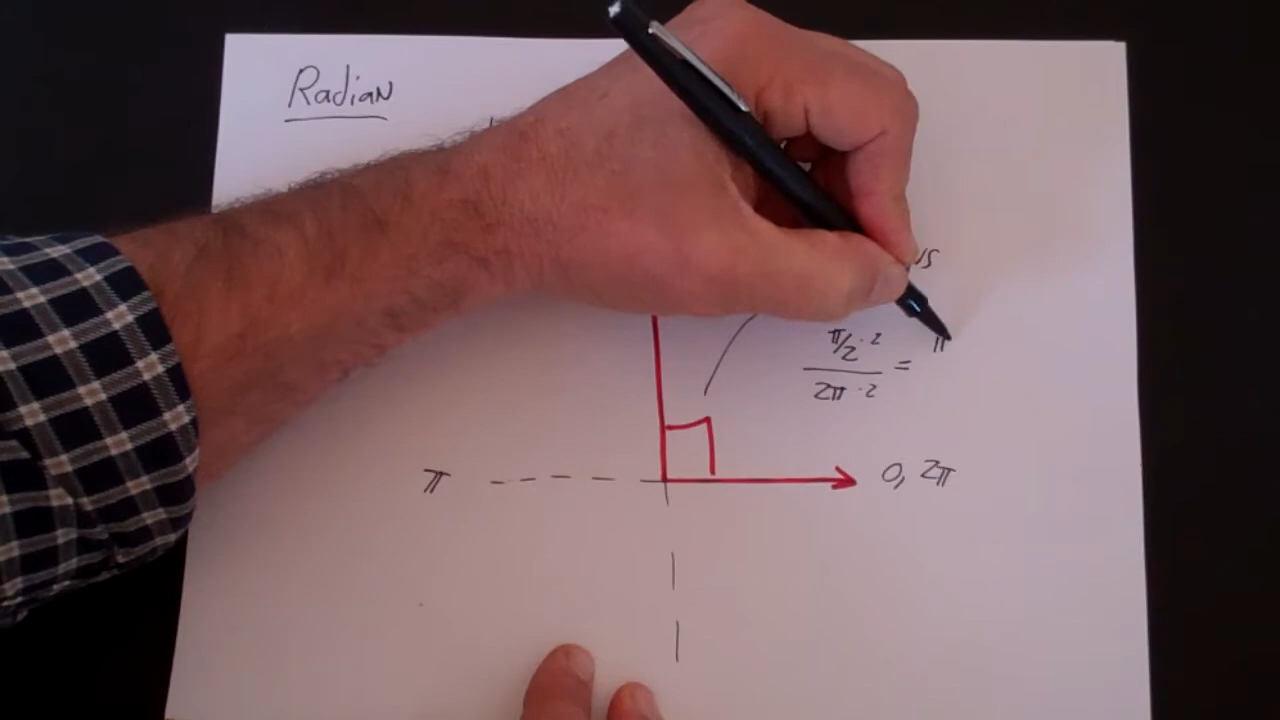 Radian
π/2 · 2 = π
2π · 2
π 0, 2π